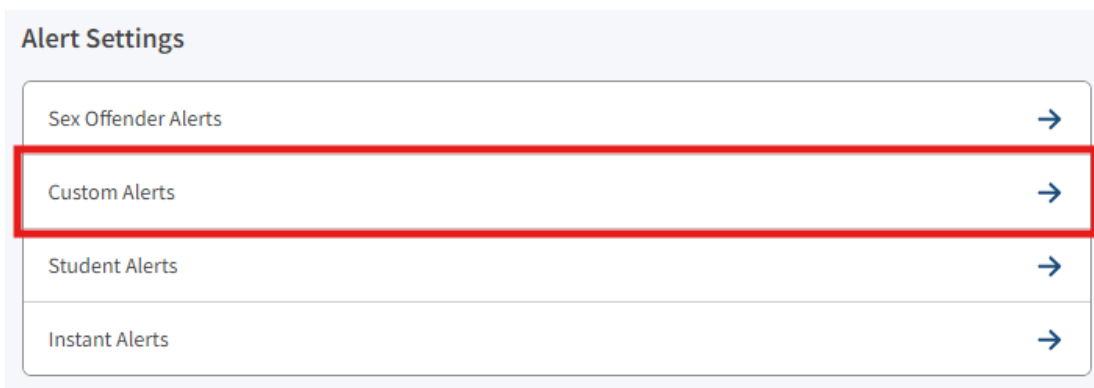 Alert Settings
Sex Offender Alerts
Custom Alerts
Student Alerts
Instant Alerts